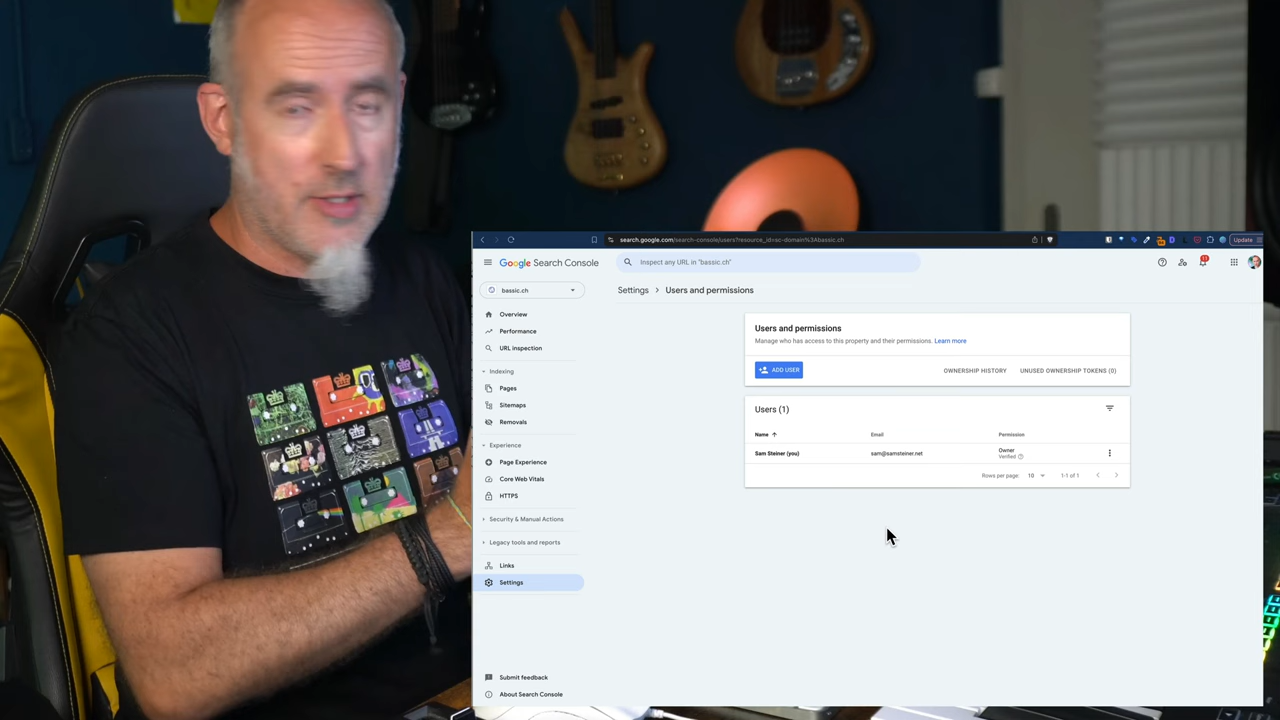 search.google.com/search-console/users?resource_id=sc-domain%3Abassic.ch
Update
Google Search Console
Inspect any URL in "bassic.ch"
11
bassic.ch
Settings > Users and permissions
Overview
Performance
URL inspection
Indexing
Pages
Sitemaps
Removals
Experience
Page Experience
Core Web Vitals
HTTPS
Security & Manual Actions
Legacy tools and reports
Links
Settings
Submit feedback
About Search Console
Users and permissions
Manage who has access to this property and their permissions. Learn more
ADD USER
OWNERSHIP HISTORY
UNUSED OWNERSHIP TOKENS (0)
Users (1)
Name
Email
Permission
Sam Steiner (you)
sam@samsteiner.net
Owner
Verified
Rows per page: 10
1-1 of 1